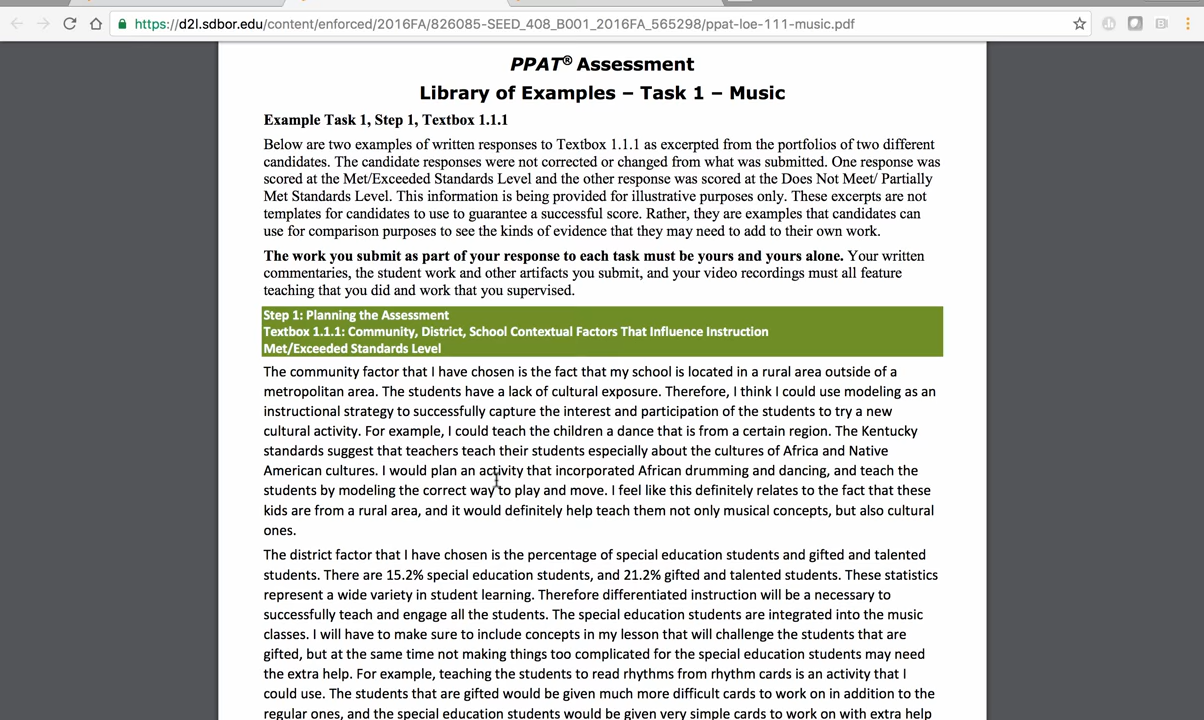 https://d2l.sdbor.edu/content/enforced/2016FA/826085-SEED_408_B001_2016FA_565298/ppat-loe-111-music.pdf
PPAT® Assessment
Library of Examples – Task 1 – Music
Example Task 1, Step 1, Textbox 1.1.1
Below are two examples of written responses to Textbox 1.1.1 as excerpted from the portfolios of two different
candidates. The candidate responses were not corrected or changed from what was submitted. One response was
scored at the Met/Exceeded Standards Level and the other response was scored at the Does Not Meet/ Partially
Met Standards Level. This information is being provided for illustrative purposes only. These excerpts are not
templates for candidates to use to guarantee a successful score. Rather, they are examples that candidates can
use for comparison purposes to see the kinds of evidence that they may need to add to their own work.
The work you submit as part of your response to each task must be yours and yours alone. Your written
commentaries, the student work and other artifacts you submit, and your video recordings must all feature
teaching that you did and work that you supervised.
Step 1: Planning the Assessment
Textbox 1.1.1: Community, District, School Contextual Factors That Influence Instruction
Met/Exceeded Standards Level
The community factor that I have chosen is the fact that my school is located in a rural area outside of a
metropolitan area. The students have a lack of cultural exposure. Therefore, I think I could use modeling as an
instructional strategy to successfully capture the interest and participation of the students to try a new
cultural activity. For example, I could teach the children a dance that is from a certain region. The Kentucky
standards suggest that teachers teach their students especially about the cultures of Africa and Native
American cultures. I would plan an activity that incorporated African drumming and dancing, and teach the
students by modeling the correct way to play and move. I feel like this definitely relates to the fact that these
kids are from a rural area, and it would definitely help teach them not only musical concepts, but also cultural
ones.
The district factor that I have chosen is the percentage of special education students and gifted and talented
students. There are 15.2% special education students, and 21.2% gifted and talented students. These statistics
represent a wide variety in student learning. Therefore differentiated instruction will be a necessary to
successfully teach and engage all the students. The special education students are integrated into the music
classes. I will have to make sure to include concepts in my lesson that will challenge the students that are
gifted, but at the same time not making things too complicated for the special education students may need
the extra help. For example, teaching the students to read rhythms from rhythm cards is an activity that I
could use. The students that are gifted would be given much more difficult cards to work on in addition to the
regular ones, and the special education students would be given very simple cards to work on with extra help